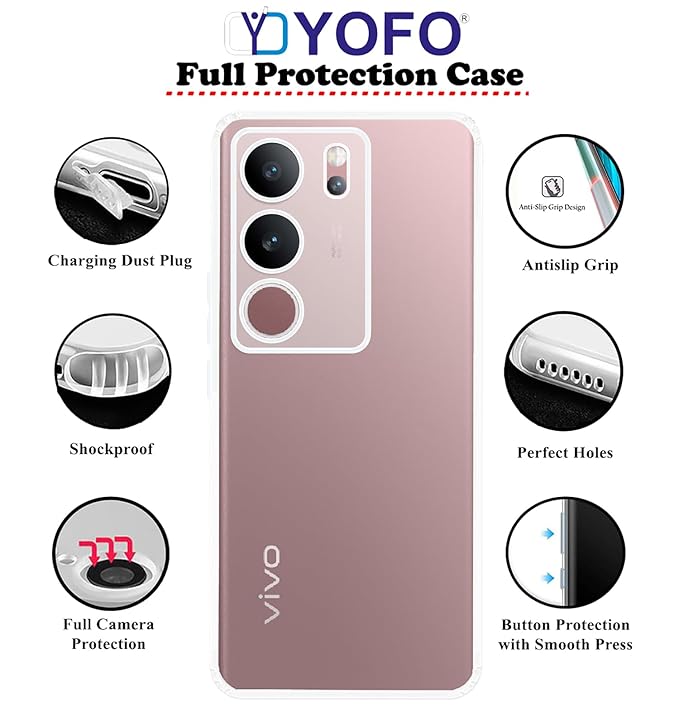 YOFO®
Full Protection Case
Charging Dust Plug
Anti-Slip Grip Design
Antislip Grip
Shockproof
Perfect Holes
Full Camera
Protection
vivo
Button Protection
with Smooth Press